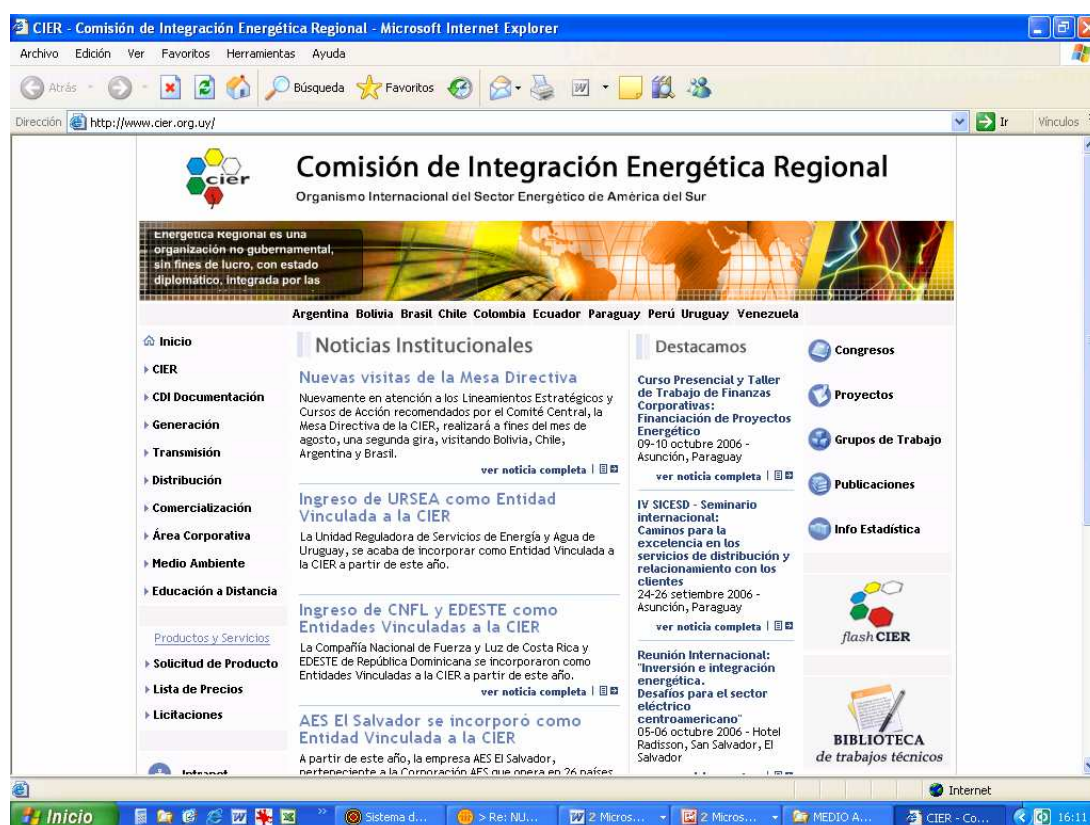 CIER - Comisión de Integración Energética Regional - Microsoft Internet Explorer
Archivo Edición Ver Favoritos Herramientas Ayuda
Atrás Búsqueda Favoritos
Dirección http://www.cier.org.uy/ Ir Vínculos
cier
Comisión de Integración Energética Regional
Organismo Internacional del Sector Energético de América del Sur
Energética Regional es una
organización no gubernamental,
sin fines de lucro, con estado
diplomático, integrada por las
Argentina Bolivia Brasil Chile Colombia Ecuador Paraguay Perú Uruguay Venezuela
Inicio
CIER
CDI Documentación
Generación
Transmisión
Distribución
Comercialización
Área Corporativa
Medio Ambiente
Educación a Distancia
Productos y Servicios
Solicitud de Producto
Lista de Precios
Licitaciones
Intranet
Noticias Institucionales
Nuevas visitas de la Mesa Directiva
Nuevamente en atención a los Lineamientos Estratégicos y
Cursos de Acción recomendados por el Comité Central, la
Mesa Directiva de la CIER, realizará a fines del mes de
agosto, una segunda gira, visitando Bolivia, Chile,
Argentina y Brasil.
ver noticia completa |
Ingreso de URSEA como Entidad
Vinculada a la CIER
La Unidad Reguladora de Servicios de Energía y Agua de
Uruguay, se acaba de incorporar como Entidad Vinculada a
la CIER a partir de este año.
Ingreso de CNFL y EDESTE como
Entidades Vinculadas a la CIER
La Compañía Nacional de Fuerza y Luz de Costa Rica y
EDESTE de República Dominicana se incorporaron como
Entidades Vinculadas a la CIER a partir de este año.
ver noticia completa |
AES El Salvador se incorporó como
Entidad Vinculada a la CIER
A partir de este año, la empresa AES El Salvador,
perteneciente a la Corporación AES que opera en 26 países
Destacamos
Curso Presencial y Taller
de Trabajo de Finanzas
Corporativas:
Financiación de Proyectos
Energético
09-10 octubre 2006 -
Asunción, Paraguay
ver noticia completa |
IV SICESD - Seminario
internacional:
Caminos para la
excelencia en los
servicios de distribución y
relacionamiento con los
clientes
24-26 setiembre 2006 -
Asunción, Paraguay
ver noticia completa |
Reunión Internacional:
"Inversión e integración
energética.
Desafíos para el sector
eléctrico
centroamericano"
05-06 octubre 2006 - Hotel
Radisson, San Salvador, El
Salvador
Congresos
Proyectos
Grupos de Trabajo
Publicaciones
Info Estadística
flash CIER
BIBLIOTECA
de trabajos técnicos
Internet
Inicio Sistema d... > Re: NU... 2 Micros... 2 Micros... MEDIO A... CIER - Co... 16:11